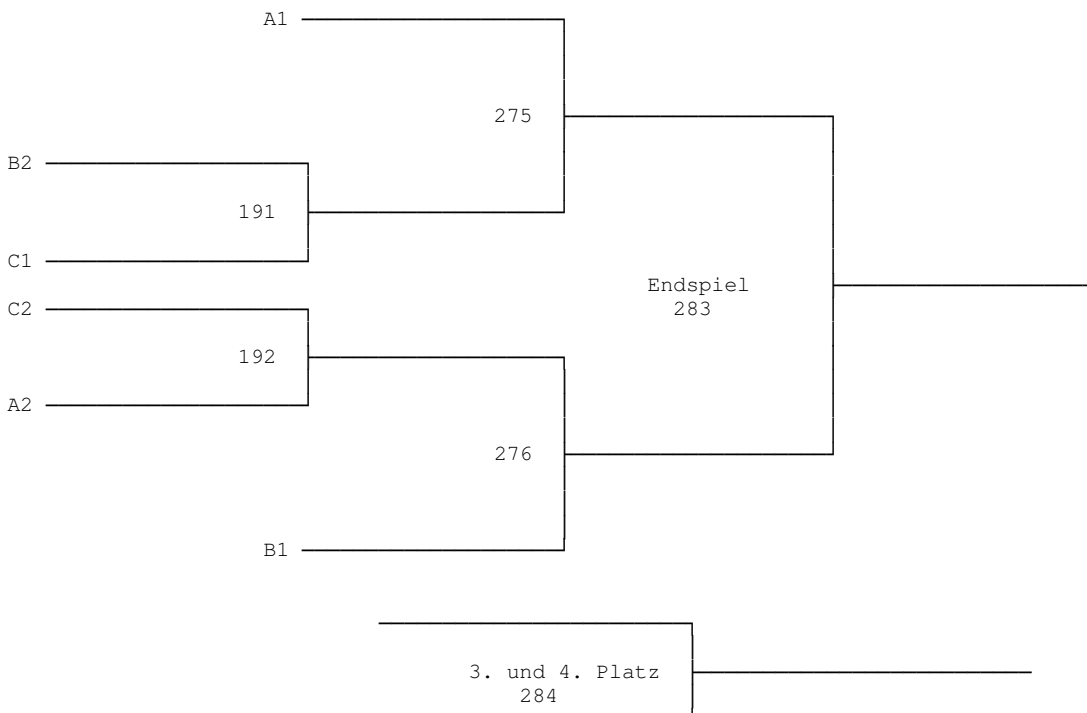 A1
275
B2
191
C1
Endspiel
283
C2
192
A2
276
B1
3. und 4. Platz
284